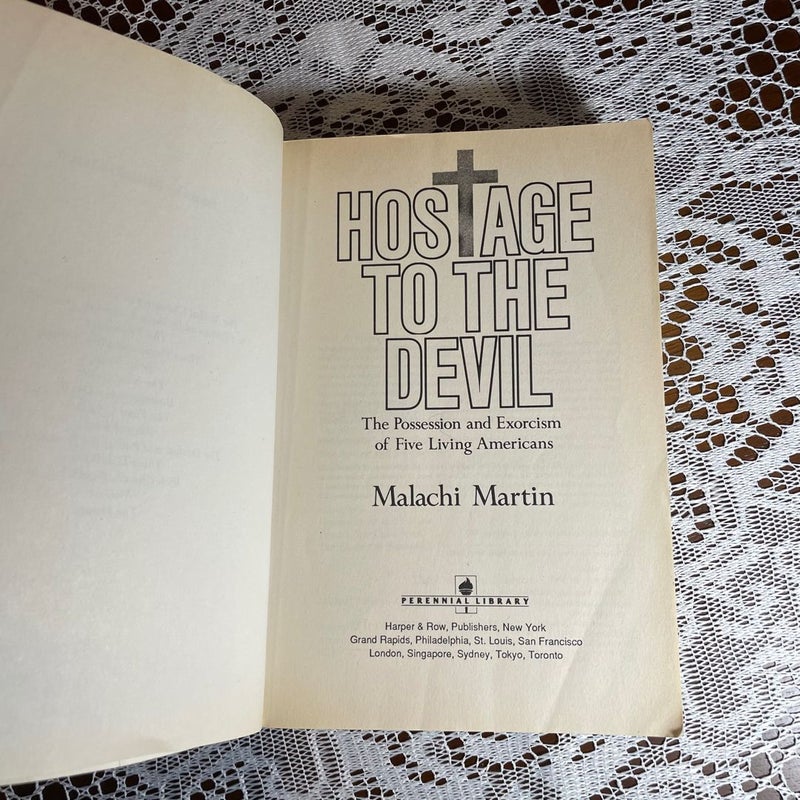 HOSTAGE
TO THE
DEVIL
The Possession and Exorcism
of Five Living Americans
Malachi Martin
PERENNIAL LIBRARY
Harper & Row, Publishers, New York
Grand Rapids, Philadelphia, St. Louis, San Francisco
London, Singapore, Sydney, Tokyo, Toronto